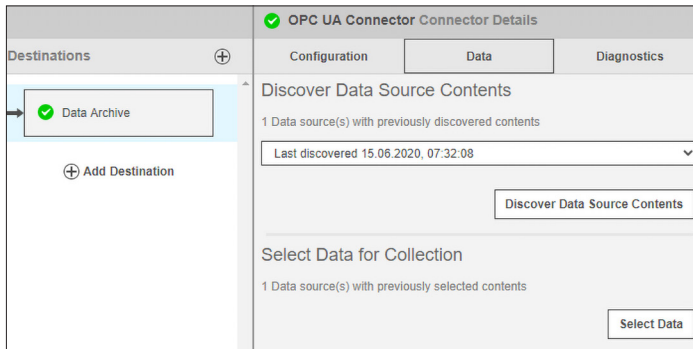 OPC UA Connector Connector Details
Destinations
Configuration Data Diagnostics
Data Archive
Add Destination
Discover Data Source Contents
1 Data source(s) with previously discovered contents
Last discovered 15.06.2020, 07:32:08
Discover Data Source Contents
Select Data for Collection
1 Data source(s) with previously selected contents
Select Data